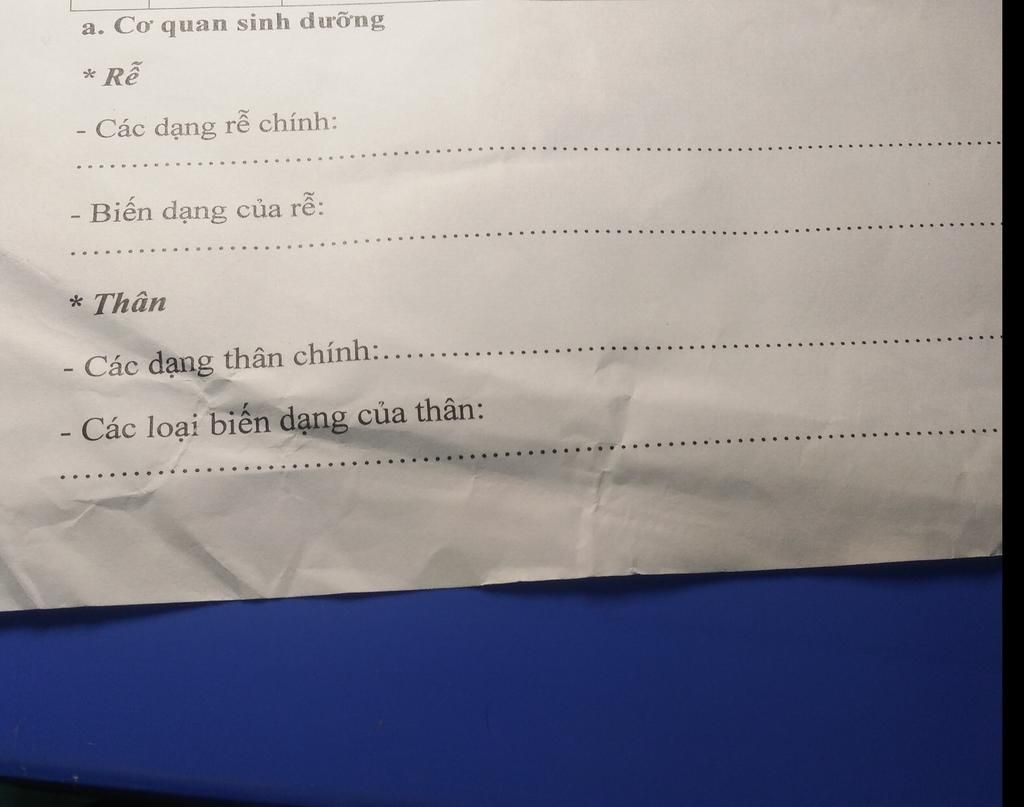 a. Cơ quan sinh dưỡng
* Rễ
- Các dạng rễ chính:
................................................................................
- Biến dạng của rễ:
................................................................................
* Thân
- Các dạng thân chính:......................................................
- Các loại biến dạng của thân:
................................................................................